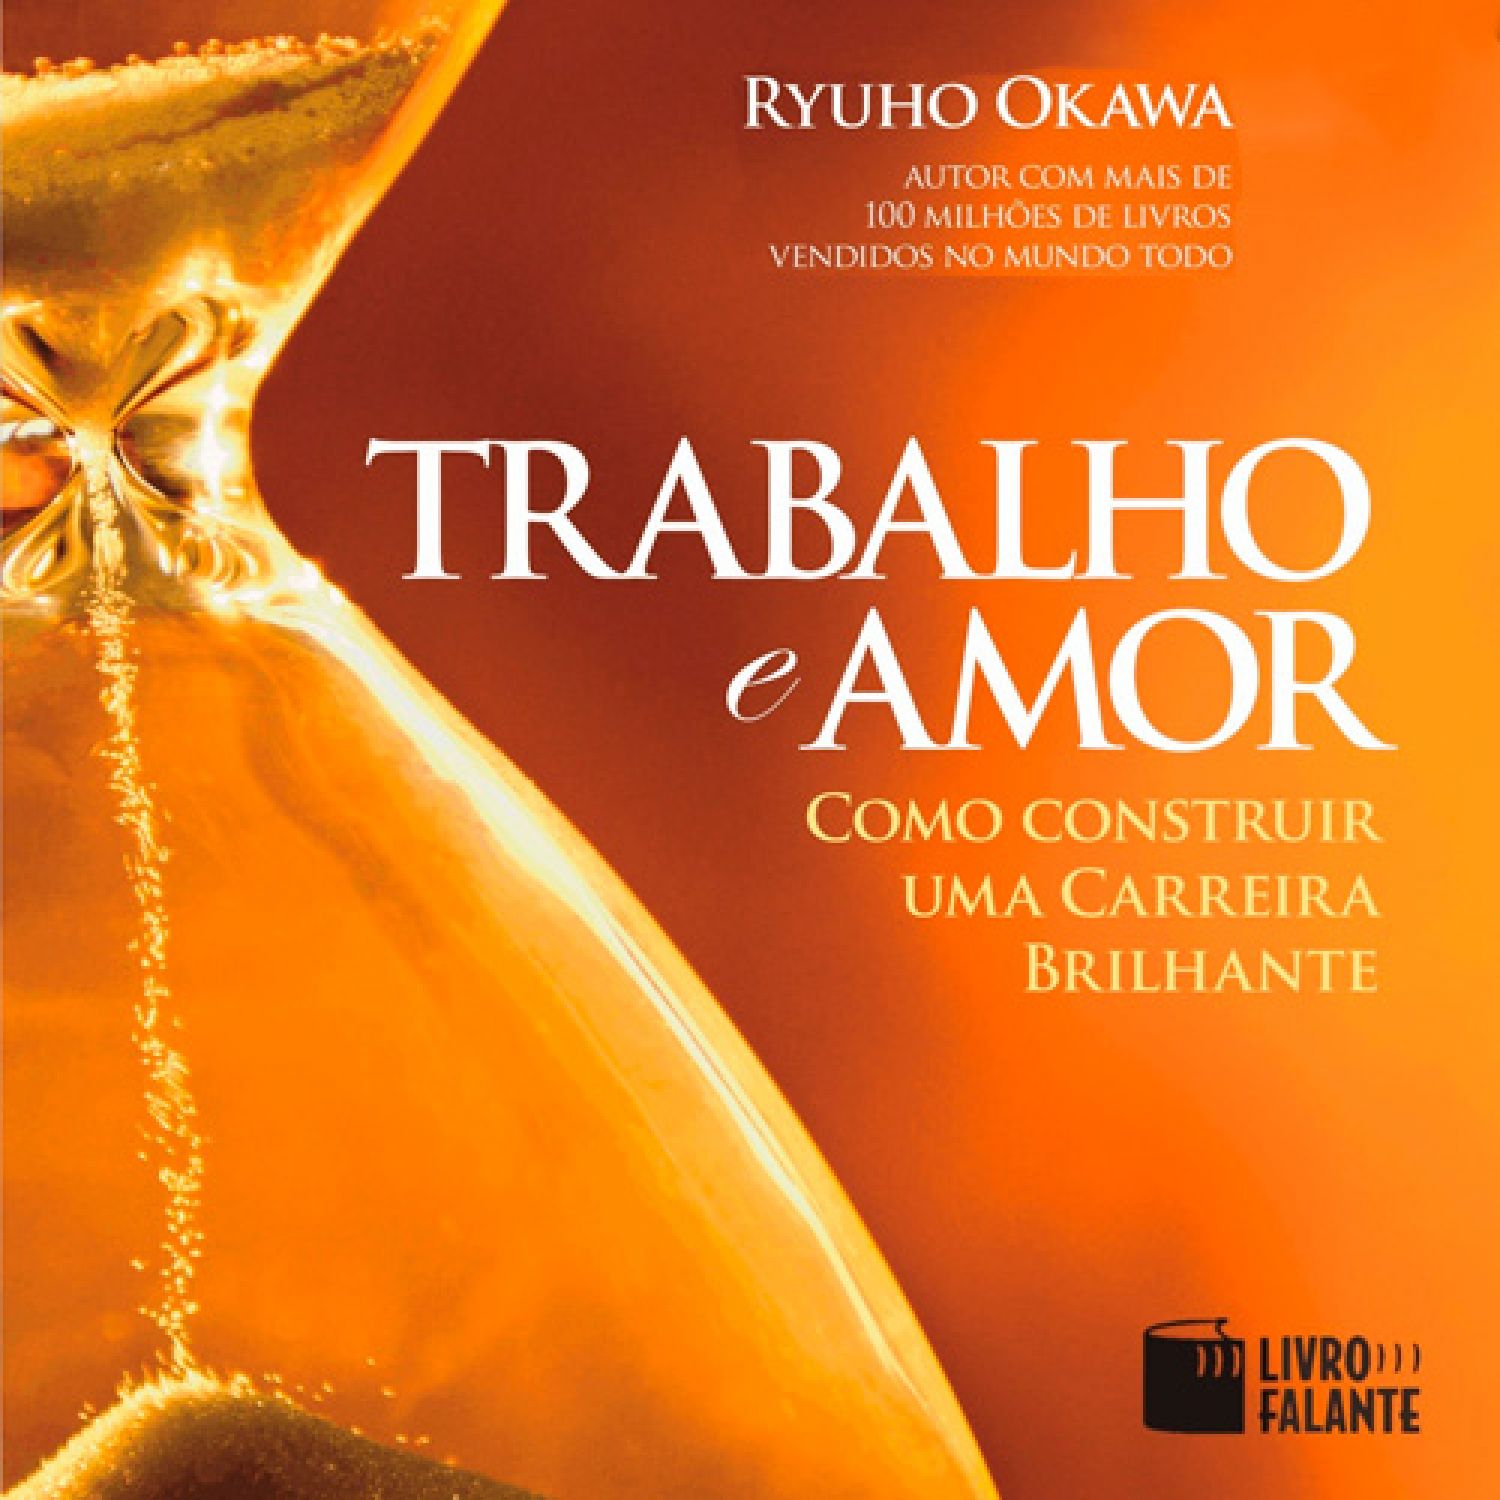 RYUHO OKAWA
AUTOR COM MAIS DE
100 MILHÕES DE LIVROS
VENDIDOS NO MUNDO TODO
TRABALHO
e AMOR
COMO CONSTRUIR
UMA CARREIRA
BRILHANTE
LIVRO
FALANTE